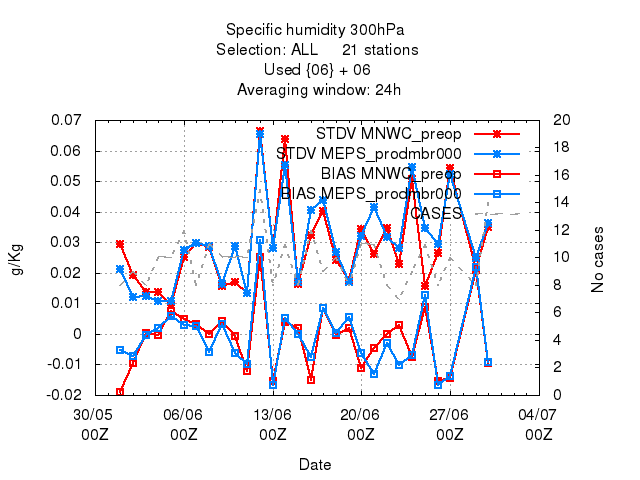 Specific humidity 300hPa
Selection: ALL 21 stations
Used {06} + 06
Averaging window: 24h
STDV MNWC_preop
STDV MEPS_prodmbr000
BIAS MNWC_preop
BIAS MEPS_prodmbr000
CASES
0.07
0.06
0.05
0.04
0.03
0.02
0.01
0
-0.01
-0.02
g/Kg
20
18
16
14
12
10
8
6
4
2
0
No cases
30/05 06/06 13/06 20/06 27/06 04/07
00Z 00Z 00Z 00Z 00Z 00Z
Date